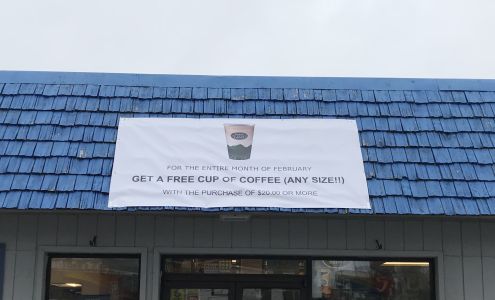 FOR THE ENTIRE MONTH OF FEBRUARY
GET A FREE CUP OF COFFEE (ANY SIZE!!)
WITH THE PURCHASE OF $20.00 OR MORE